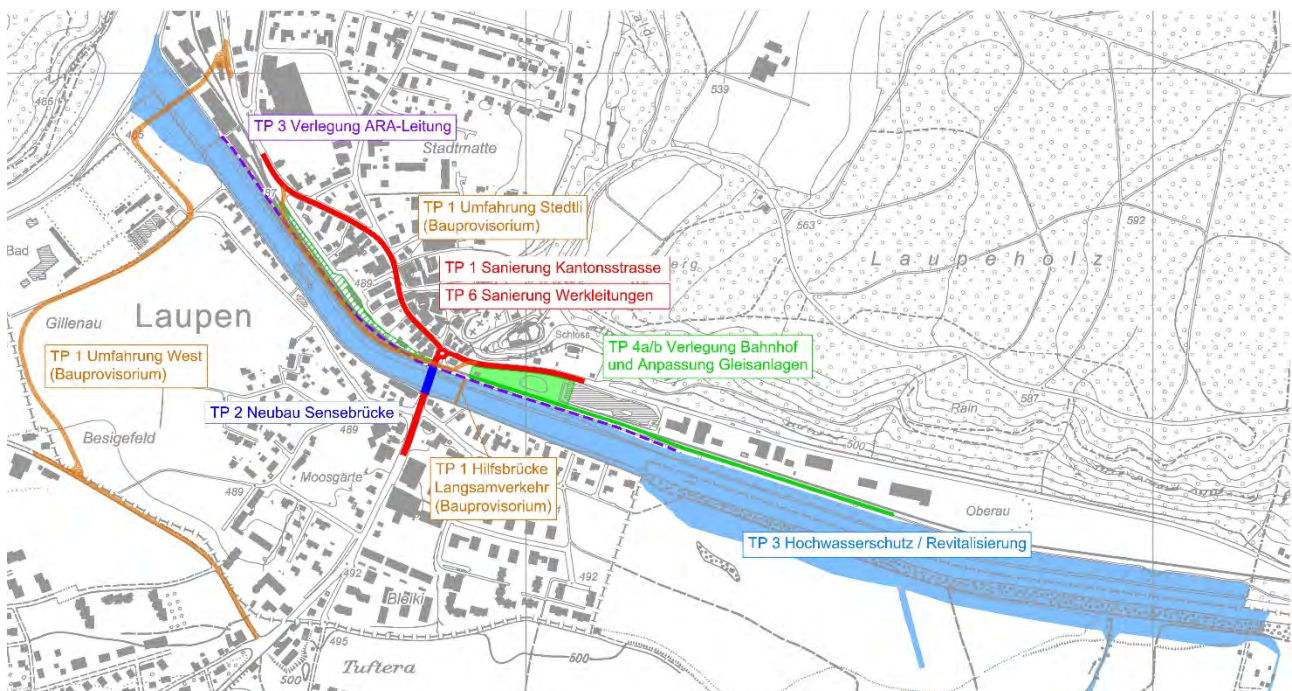 485
539
TP 3 Verlegung ARA-Leitung
Stadtmatte
TP 1 Umfahrung Stedtli
(Bauprovisorium)
563
592
Laupeholz
Bad
489
TP 1 Sanierung Kantonsstrasse
TP 6 Sanierung Werkleitungen
Gillenau
Laupen
Schloss
TP 4a/b Verlegung Bahnhof
und Anpassung Gleisanlagen
TP 1 Umfahrung West
(Bauprovisorium)
587
Rain
TP 2 Neubau Sensebrücke
489
500
Besigefeld
Moosgärte
TP 1 Hilfsbrücke
Langsamverkehr
(Bauprovisorium)
489
Oberau
TP 3 Hochwasserschutz / Revitalisierung
492
492
Bleiki
495
500
Tuftera
500